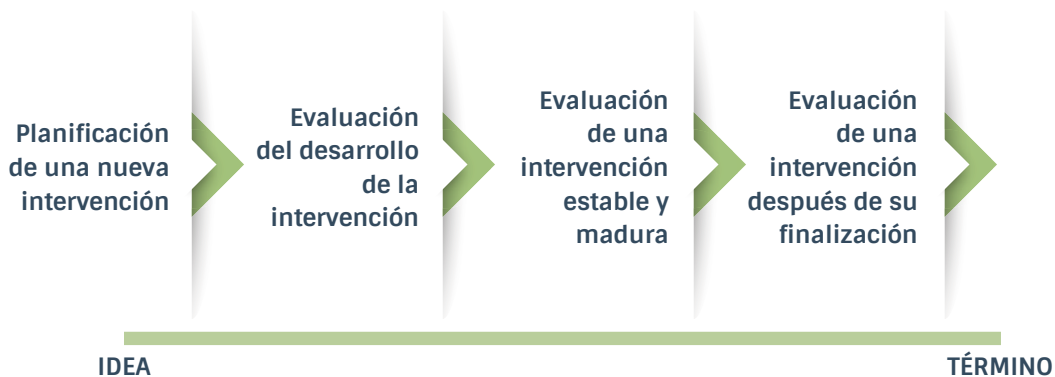 Planificación
de una nueva
intervención
Evaluación
del desarrollo
de la
intervención
Evaluación
de una
intervención
estable y
madura
Evaluación
de una
intervención
después de su
finalización
IDEA
TÉRMINO